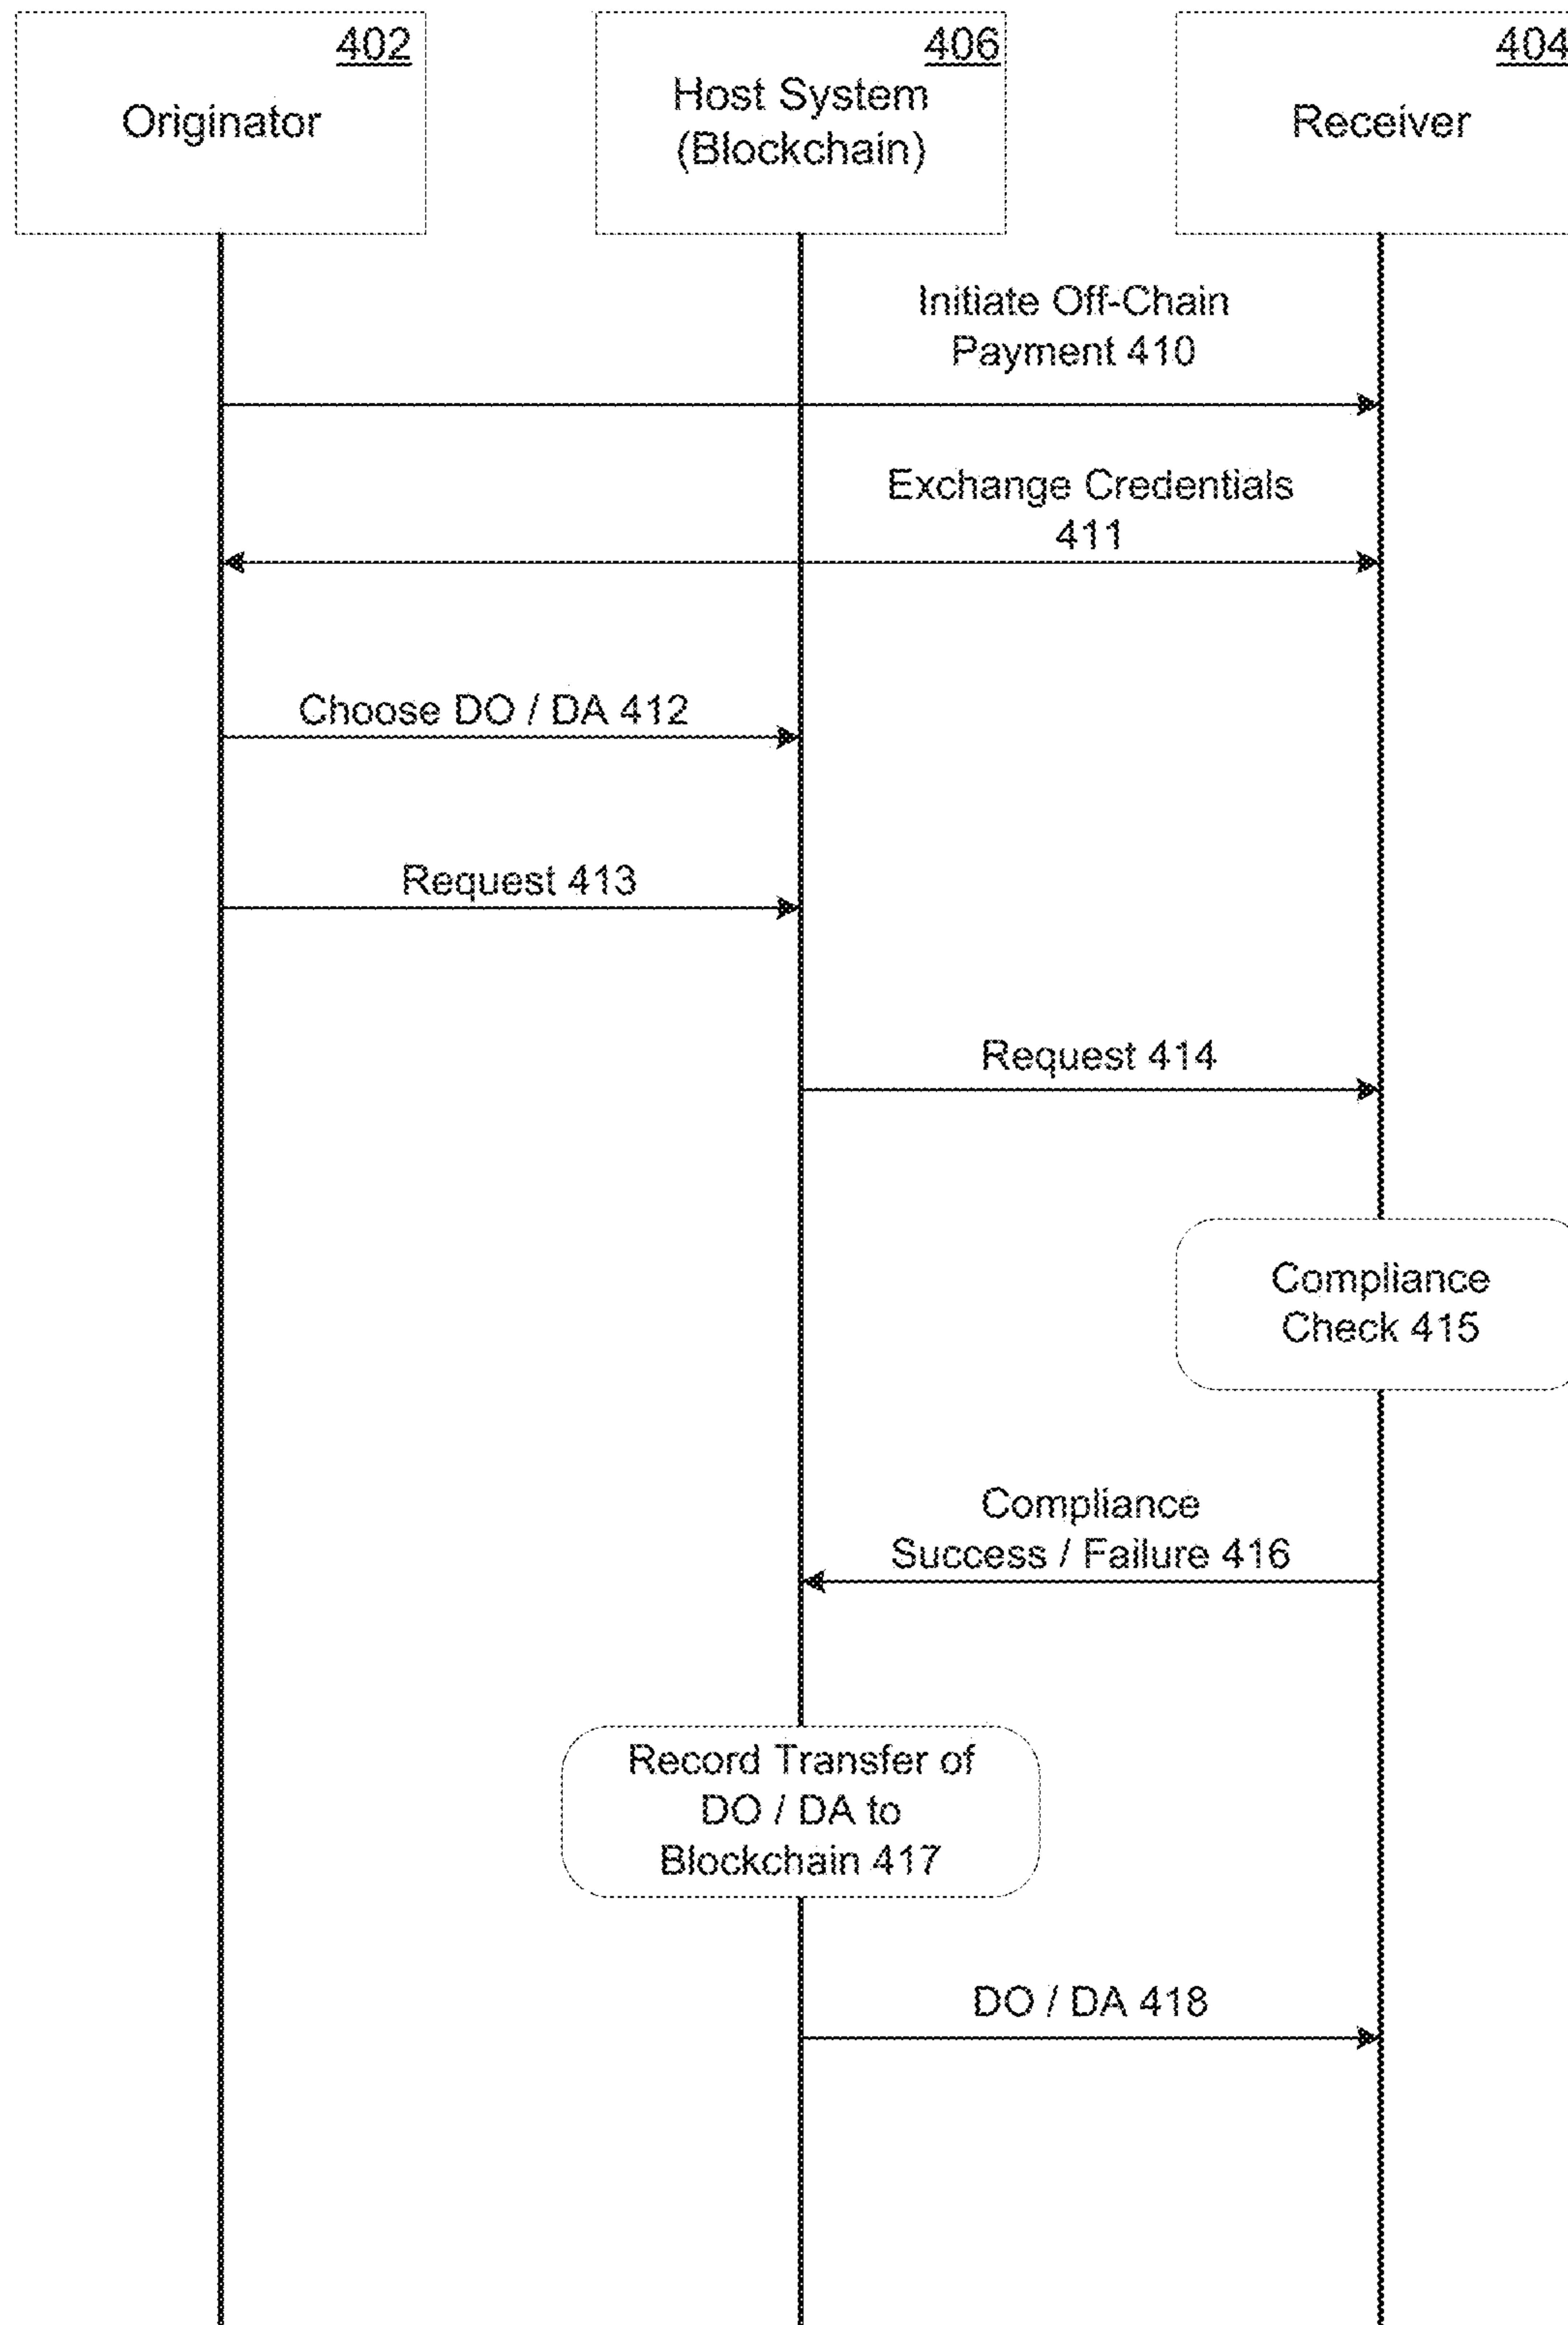 402
Originator
406
Host System
(Blockchain)
404
Receiver
Initiate Off-Chain
Payment 410
Exchange Credentials
411
Choose DO / DA 412
Request 413
Request 414
Compliance
Check 415
Compliance
Success / Failure 416
Record Transfer of
DO / DA to
Blockchain 417
DO / DA 418